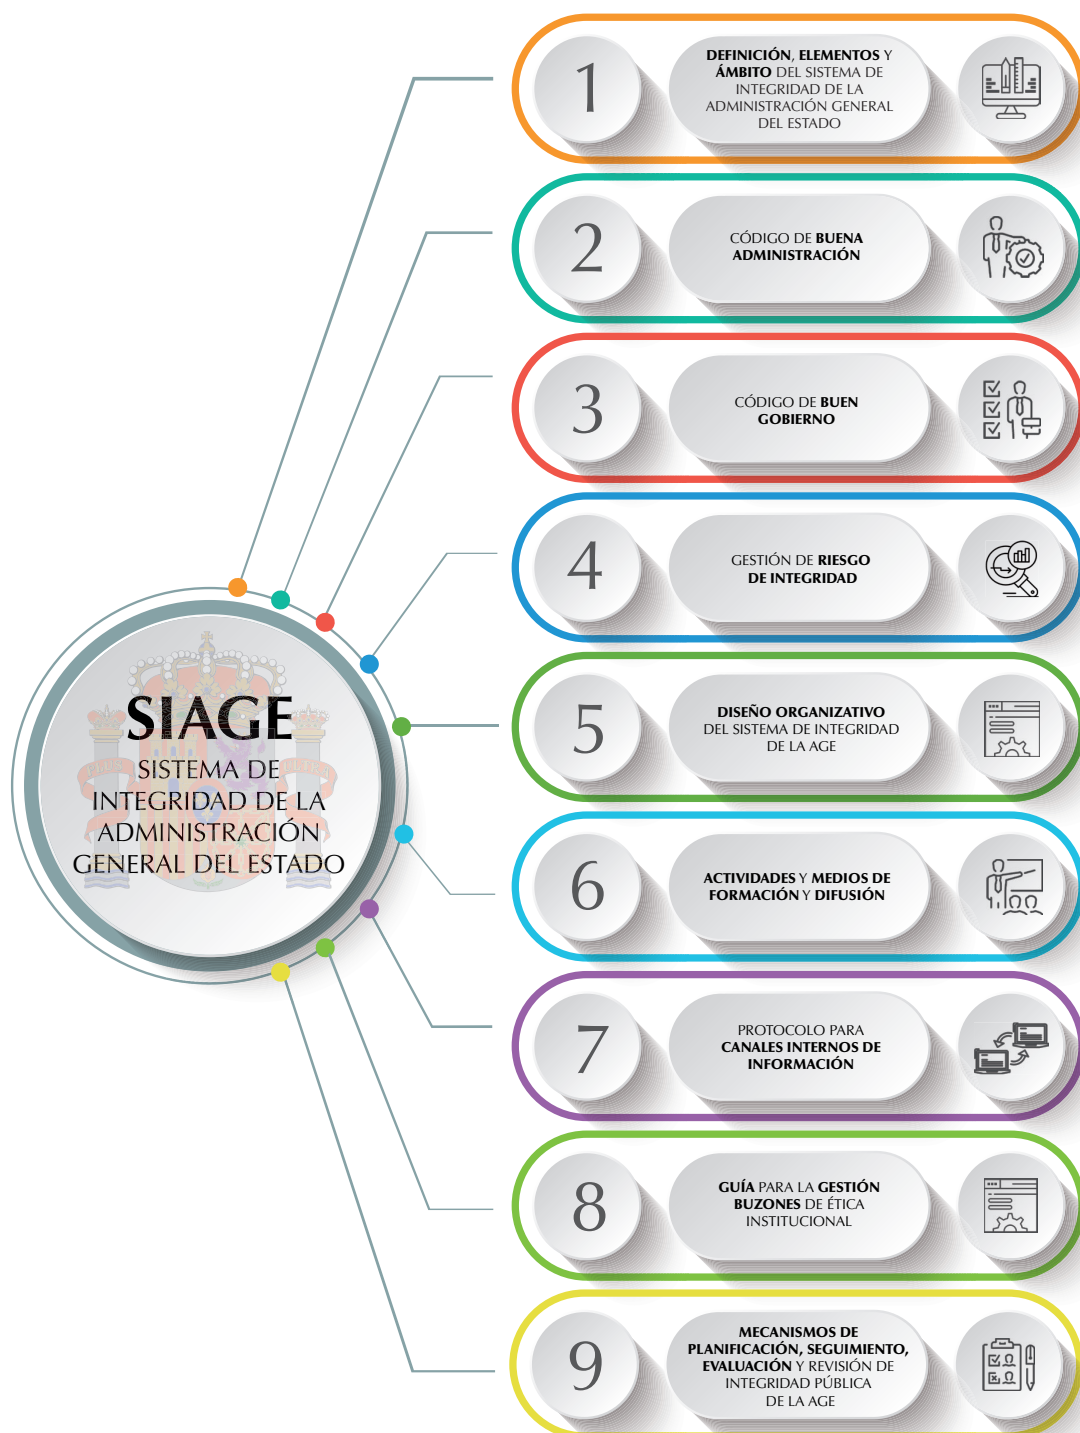 1
DEFINICIÓN, ELEMENTOS Y
ÁMBITO DEL SISTEMA DE
INTEGRIDAD DE LA
ADMINISTRACIÓN GENERAL
DEL ESTADO
2
CÓDIGO DE BUENA
ADMINISTRACIÓN
3
CÓDIGO DE BUEN
GOBIERNO
4
GESTIÓN DE RIESGO
DE INTEGRIDAD
SIAGE
SISTEMA DE
INTEGRIDAD DE LA
ADMINISTRACIÓN
GENERAL DEL ESTADO
PLUS
ULTRA
5
DISEÑO ORGANIZATIVO
DEL SISTEMA DE INTEGRIDAD
DE LA AGE
6
ACTIVIDADES Y MEDIOS DE
FORMACIÓN Y DIFUSIÓN
7
PROTOCOLO PARA
CANALES INTERNOS DE
INFORMACIÓN
8
GUÍA PARA LA GESTIÓN
BUZONES DE ÉTICA
INSTITUCIONAL
9
MECANISMOS DE
PLANIFICACIÓN, SEGUIMIENTO,
EVALUACIÓN Y REVISIÓN DE
INTEGRIDAD PÚBLICA
DE LA AGE